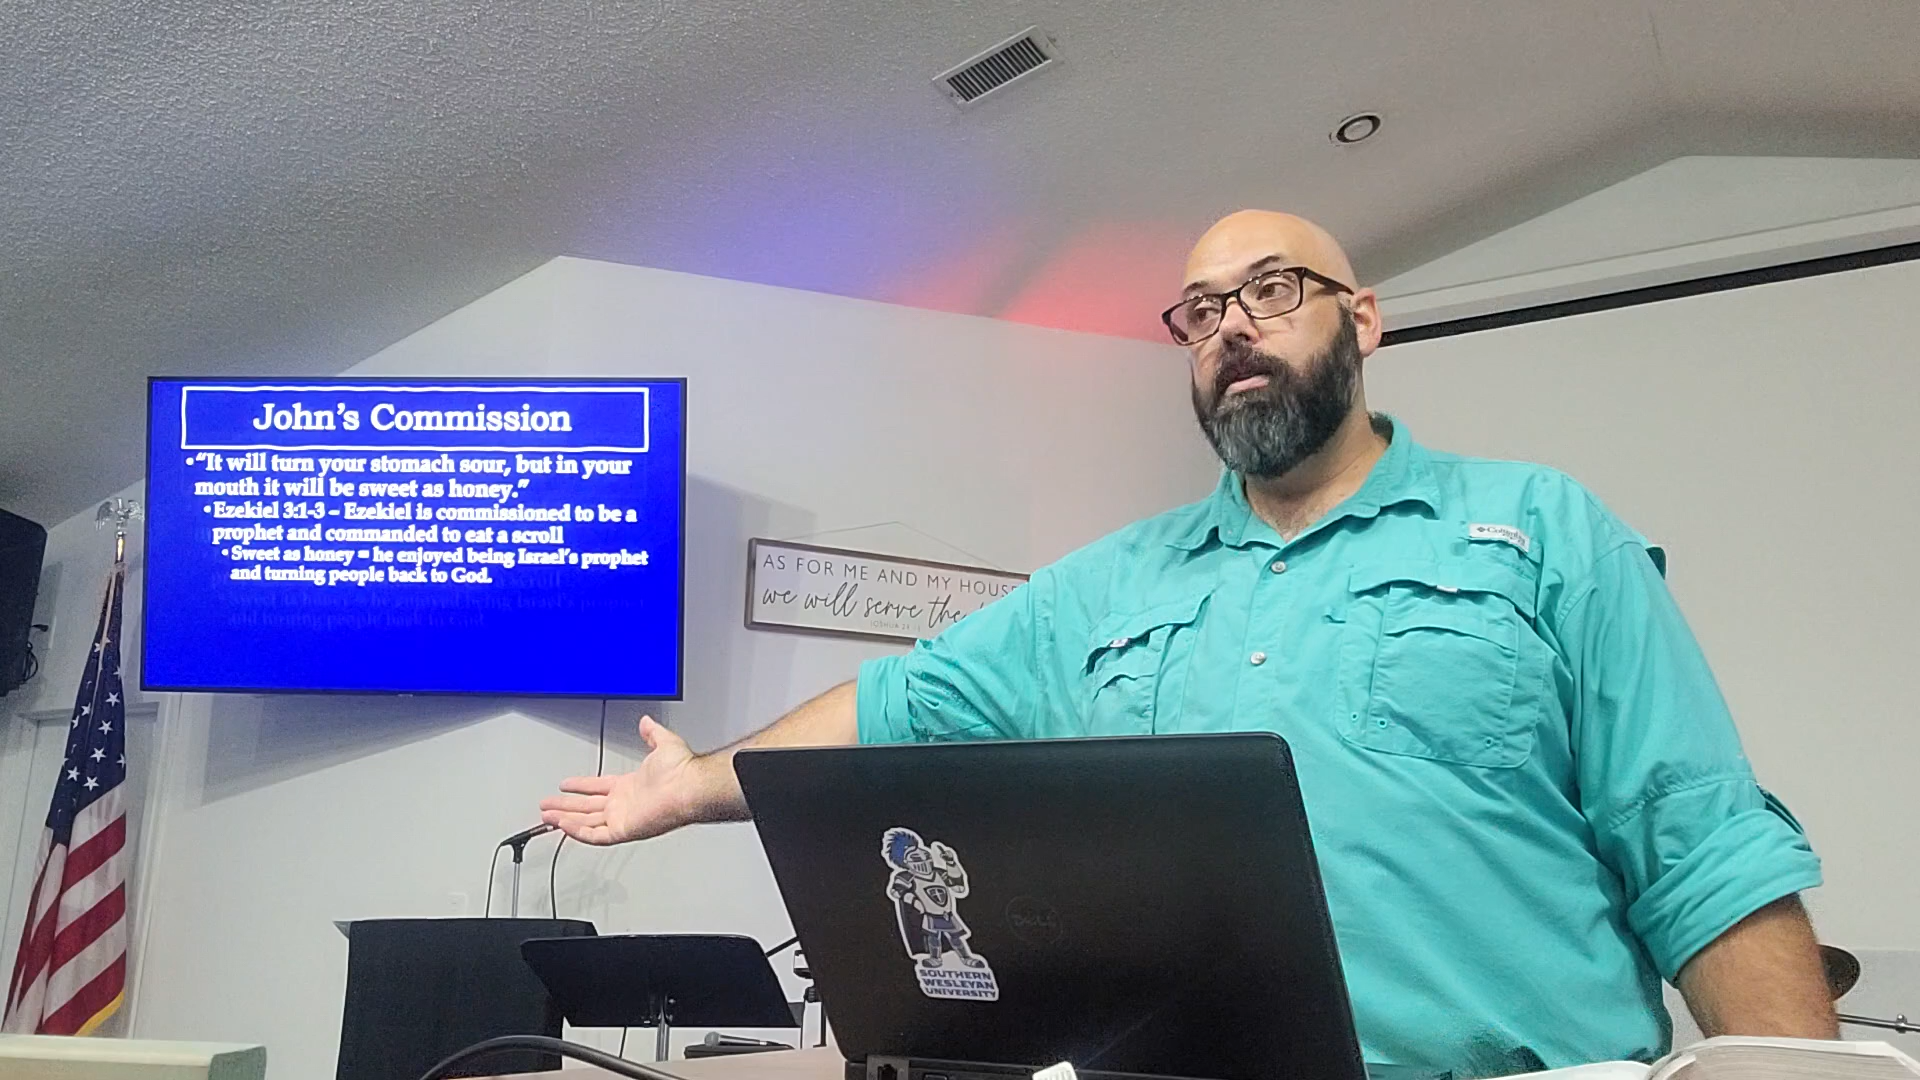 John's Commission
•"It will turn your stomach sour, but in your
mouth it will be sweet as honey."
•Ezekiel 3:1-3 – Ezekiel is commissioned to be a
prophet and commanded to eat a scroll
•Sweet as honey = he enjoyed being Israel's prophet
and turning people back to God.
AS FOR ME AND MY HOUSE
we will serve the
JOSHUA 24:15
Columbia
DELL
SOUTHERN
WESLEYAN
UNIVERSITY